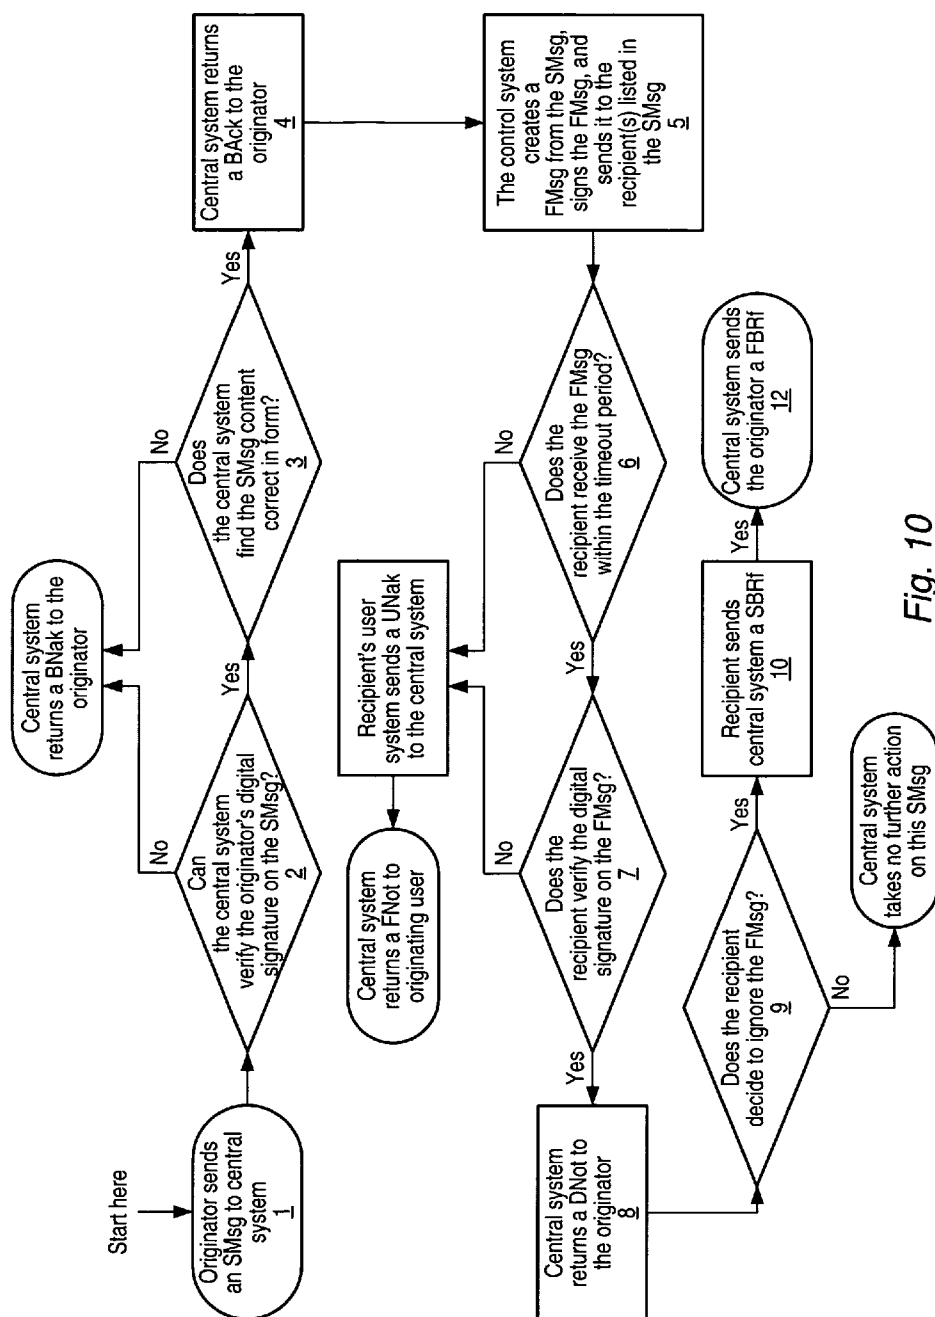 Start here
Originator sends
an SMsg to central
system
1
Can
the central system
verify the originator's digital
signature on the SMsg?
2
No
Yes
Central system
returns a BNak to the
originator
Does
the central system
find the SMsg content
correct in form?
3
No
Yes
Central system returns
a BAck to the
originator
4
The control system
creates a
FMsg from the SMsg,
signs the FMsg, and
sends it to the
recipient(s) listed in
the SMsg
5
Does the
recipient receive the FMsg
within the timeout period?
6
No
Yes
Recipient's user
system sends a UNak
to the central system
Central system
returns a FNot to
originating user
Does the
recipient verify the digital
signature on the FMsg?
7
No
Yes
Central system
returns a DNot to
the originator
8
Does the recipient
decide to ignore the FMsg?
9
No
Yes
Central system
takes no further action
on this SMsg
Recipient sends
central system a SBRf
10
Yes
Central system sends
the originator a FBRf
12
Fig. 10